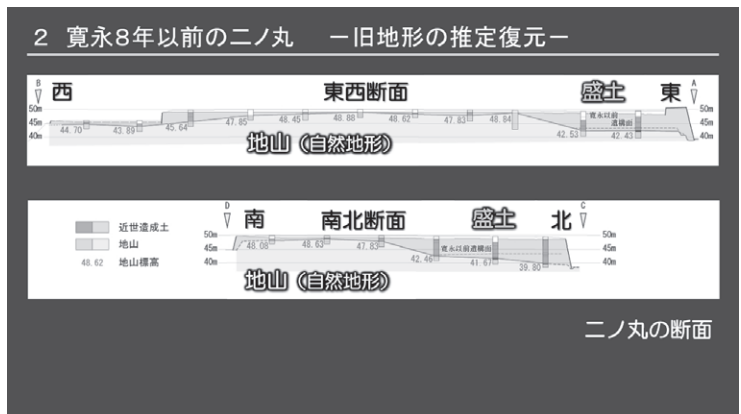 2 寛永8年以前の二ノ丸 －旧地形の推定復元－
B A
西 東西断面 盛土 東
50m 50m
45m 45m
40m 40m
44.70 43.89 45.64 47.85 48.45 48.88 48.62 47.83 48.84 42.53 42.43
寛永以前
遺構面
地山（自然地形）
D C
南 南北断面 盛土 北
50m 50m
45m 45m
40m 40m
48.08 48.63 47.83 42.46 41.67 39.80
寛永以前遺構面
地山（自然地形）
近世造成土
地山
48.62 地山標高
二ノ丸の断面